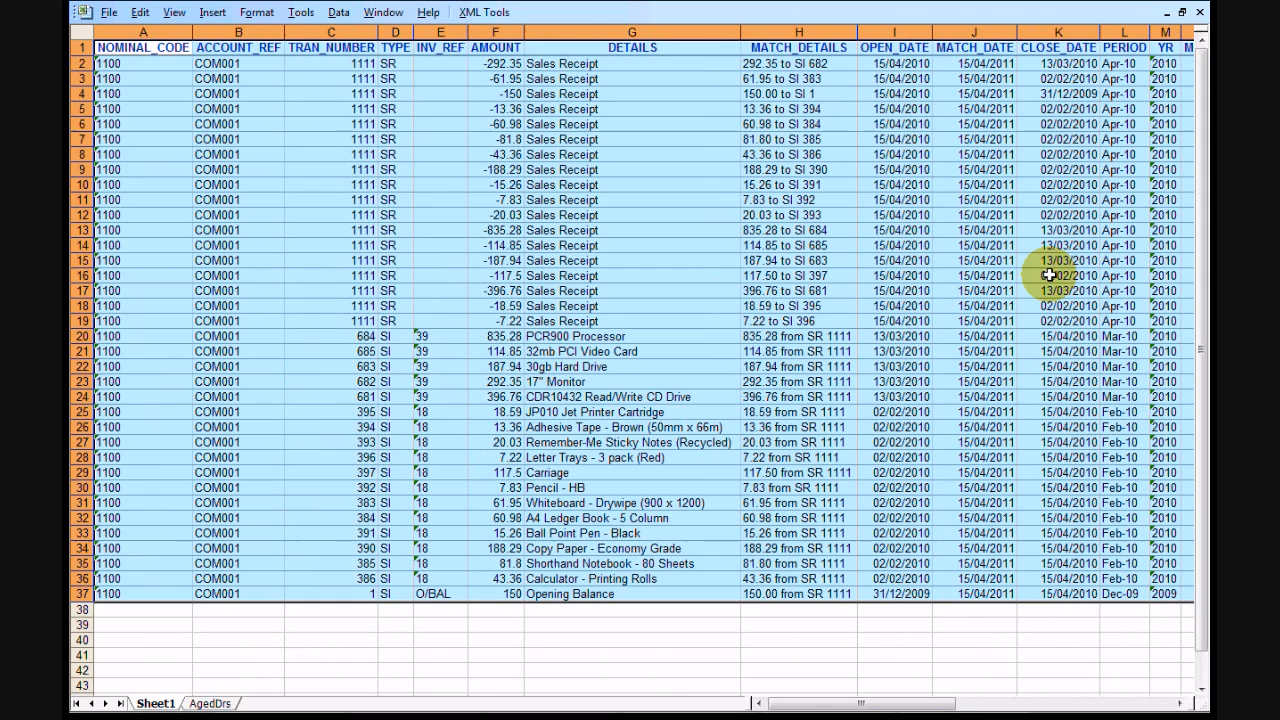 File Edit View Insert Format Tools Data Window Help XML Tools
A B C D E F G H I J K L M
1 NOMINAL_CODE ACCOUNT_REF TRAN_NUMBER TYPE INV_REF AMOUNT DETAILS MATCH_DETAILS OPEN_DATE MATCH_DATE CLOSE_DATE PERIOD YR M
2 1100 COM001 1111 SR -292.35 Sales Receipt 292.35 to SI 682 15/04/2010 15/04/2011 13/03/2010 Apr-10 2010
3 1100 COM001 1111 SR -61.95 Sales Receipt 61.95 to SI 383 15/04/2010 15/04/2011 02/02/2010 Apr-10 2010
4 1100 COM001 1111 SR -150 Sales Receipt 150.00 to SI 1 15/04/2010 15/04/2011 31/12/2009 Apr-10 2010
5 1100 COM001 1111 SR -13.36 Sales Receipt 13.36 to SI 394 15/04/2010 15/04/2011 02/02/2010 Apr-10 2010
6 1100 COM001 1111 SR -60.98 Sales Receipt 60.98 to SI 384 15/04/2010 15/04/2011 02/02/2010 Apr-10 2010
7 1100 COM001 1111 SR -81.8 Sales Receipt 81.80 to SI 385 15/04/2010 15/04/2011 02/02/2010 Apr-10 2010
8 1100 COM001 1111 SR -43.36 Sales Receipt 43.36 to SI 386 15/04/2010 15/04/2011 02/02/2010 Apr-10 2010
9 1100 COM001 1111 SR -188.29 Sales Receipt 188.29 to SI 390 15/04/2010 15/04/2011 02/02/2010 Apr-10 2010
10 1100 COM001 1111 SR -15.26 Sales Receipt 15.26 to SI 391 15/04/2010 15/04/2011 02/02/2010 Apr-10 2010
11 1100 COM001 1111 SR -7.83 Sales Receipt 7.83 to SI 392 15/04/2010 15/04/2011 02/02/2010 Apr-10 2010
12 1100 COM001 1111 SR -20.03 Sales Receipt 20.03 to SI 393 15/04/2010 15/04/2011 02/02/2010 Apr-10 2010
13 1100 COM001 1111 SR -835.28 Sales Receipt 835.28 to SI 684 15/04/2010 15/04/2011 13/03/2010 Apr-10 2010
14 1100 COM001 1111 SR -114.85 Sales Receipt 114.85 to SI 685 15/04/2010 15/04/2011 13/03/2010 Apr-10 2010
15 1100 COM001 1111 SR -187.94 Sales Receipt 187.94 to SI 683 15/04/2010 15/04/2011 13/03/2010 Apr-10 2010
16 1100 COM001 1111 SR -117.5 Sales Receipt 117.50 to SI 397 15/04/2010 15/04/2011 Apr-10 2010
17 1100 COM001 1111 SR -396.76 Sales Receipt 396.76 to SI 681 15/04/2010 15/04/2011 13/03/2010 Apr-10 2010
18 1100 COM001 1111 SR -18.59 Sales Receipt 18.59 to SI 395 15/04/2010 15/04/2011 02/02/2010 Apr-10 2010
19 1100 COM001 1111 SR -7.22 Sales Receipt 7.22 to SI 396 15/04/2010 15/04/2011 02/02/2010 Apr-10 2010
20 1100 COM001 684 SI 39 835.28 PCR900 Processor 835.28 from SR 1111 13/03/2010 15/04/2011 15/04/2010 Mar-10 2010
21 1100 COM001 685 SI 39 114.85 32mb PCI Video Card 114.85 from SR 1111 13/03/2010 15/04/2011 15/04/2010 Mar-10 2010
22 1100 COM001 683 SI 39 187.94 30gb Hard Drive 187.94 from SR 1111 13/03/2010 15/04/2011 15/04/2010 Mar-10 2010
23 1100 COM001 682 SI 39 292.35 17" Monitor 292.35 from SR 1111 13/03/2010 15/04/2011 15/04/2010 Mar-10 2010
24 1100 COM001 681 SI 39 396.76 CDR10432 Read/Write CD Drive 396.76 from SR 1111 13/03/2010 15/04/2011 15/04/2010 Mar-10 2010
25 1100 COM001 395 SI 18 18.59 JP010 Jet Printer Cartridge 18.59 from SR 1111 02/02/2010 15/04/2011 15/04/2010 Feb-10 2010
26 1100 COM001 394 SI 18 13.36 Adhesive Tape - Brown (50mm x 66m) 13.36 from SR 1111 02/02/2010 15/04/2011 15/04/2010 Feb-10 2010
27 1100 COM001 393 SI 18 20.03 Remember-Me Sticky Notes (Recycled) 20.03 from SR 1111 02/02/2010 15/04/2011 15/04/2010 Feb-10 2010
28 1100 COM001 396 SI 18 7.22 Letter Trays - 3 pack (Red) 7.22 from SR 1111 02/02/2010 15/04/2011 15/04/2010 Feb-10 2010
29 1100 COM001 397 SI 18 117.5 Carriage 117.50 from SR 1111 02/02/2010 15/04/2011 15/04/2010 Feb-10 2010
30 1100 COM001 392 SI 18 7.83 Pencil - HB 7.83 from SR 1111 02/02/2010 15/04/2011 15/04/2010 Feb-10 2010
31 1100 COM001 383 SI 18 61.95 Whiteboard - Drywipe (900 x 1200) 61.95 from SR 1111 02/02/2010 15/04/2011 15/04/2010 Feb-10 2010
32 1100 COM001 384 SI 18 60.98 A4 Ledger Book - 5 Column 60.98 from SR 1111 02/02/2010 15/04/2011 15/04/2010 Feb-10 2010
33 1100 COM001 391 SI 18 15.26 Ball Point Pen - Black 15.26 from SR 1111 02/02/2010 15/04/2011 15/04/2010 Feb-10 2010
34 1100 COM001 390 SI 18 188.29 Copy Paper - Economy Grade 188.29 from SR 1111 02/02/2010 15/04/2011 15/04/2010 Feb-10 2010
35 1100 COM001 385 SI 18 81.8 Shorthand Notebook - 80 Sheets 81.80 from SR 1111 02/02/2010 15/04/2011 15/04/2010 Feb-10 2010
36 1100 COM001 386 SI 18 43.36 Calculator - Printing Rolls 43.36 from SR 1111 02/02/2010 15/04/2011 15/04/2010 Feb-10 2010
37 1100 COM001 1 SI O/BAL 150 Opening Balance 150.00 from SR 1111 31/12/2009 15/04/2011 15/04/2010 Dec-09 2009
38
39
40
41
42
43
Sheet1 AgedDrs